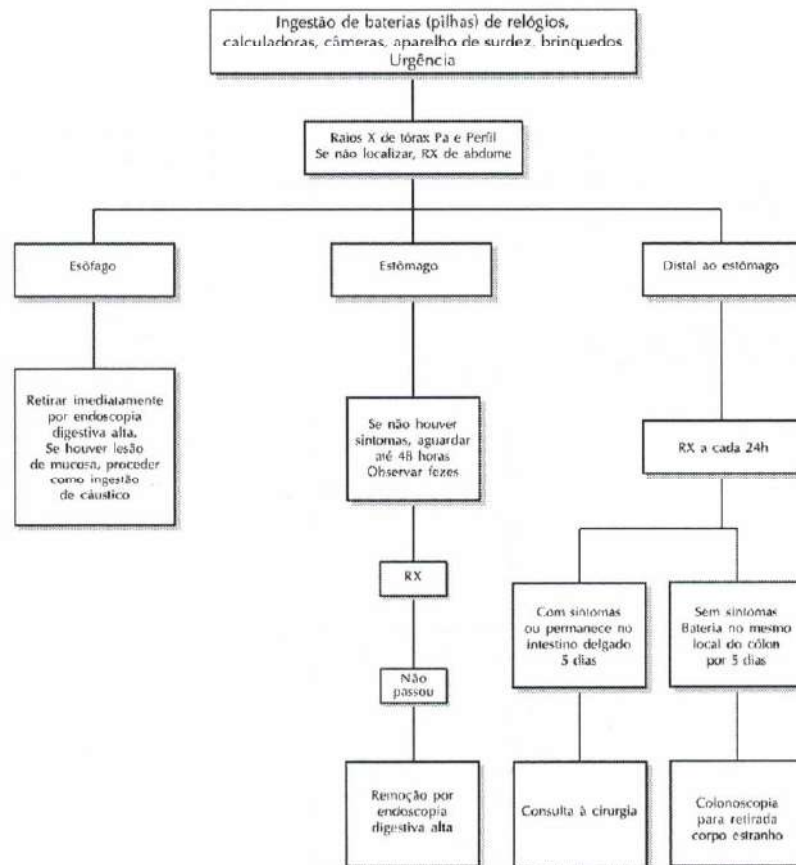 Ingestão de baterias (pilhas) de relógios,
calculadoras, câmeras, aparelho de surdez, brinquedos
Urgência
Raios X de tórax Pa e Perfil
Se não localizar, RX de abdome
Esôfago
Estômago
Distal ao estômago
Retirar imediatamente
por endoscopia
digestiva alta.
Se houver lesão
de mucosa, proceder
como ingestão
de cáustico
Se não houver
sintomas, aguardar
até 48 horas
Observar fezes
RX a cada 24h
RX
Com sintomas
ou permanece no
intestino delgado
5 dias
Sem sintomas
Bateria no mesmo
local do cólon
por 5 dias
Não
passou
Remoção por
endoscopia
digestiva alta
Consulta à cirurgia
Colonoscopia
para retirada
corpo estranho